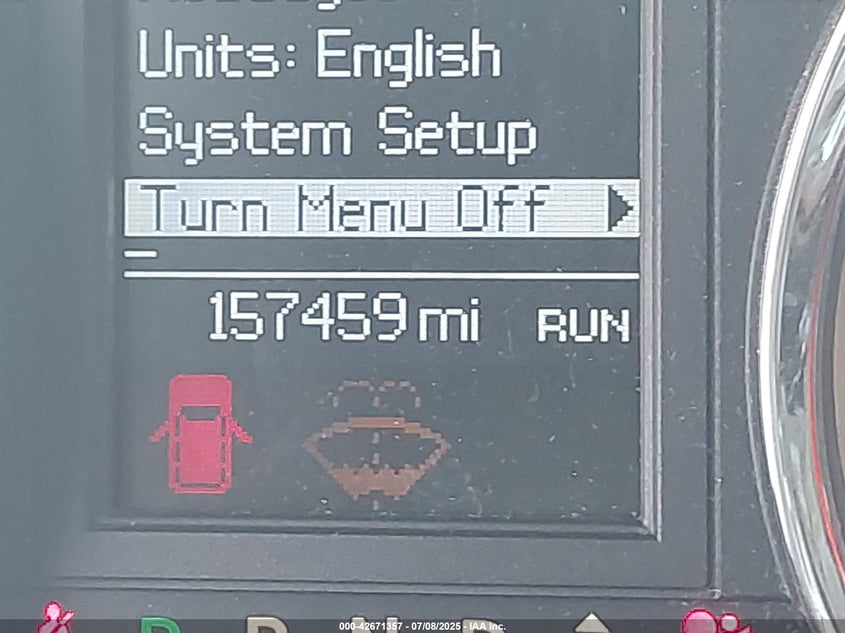 Units: English
System Setup
Turn Menu Off
157459 mi RUN
000-42671357 - 07/08/2025 - IAA Inc.